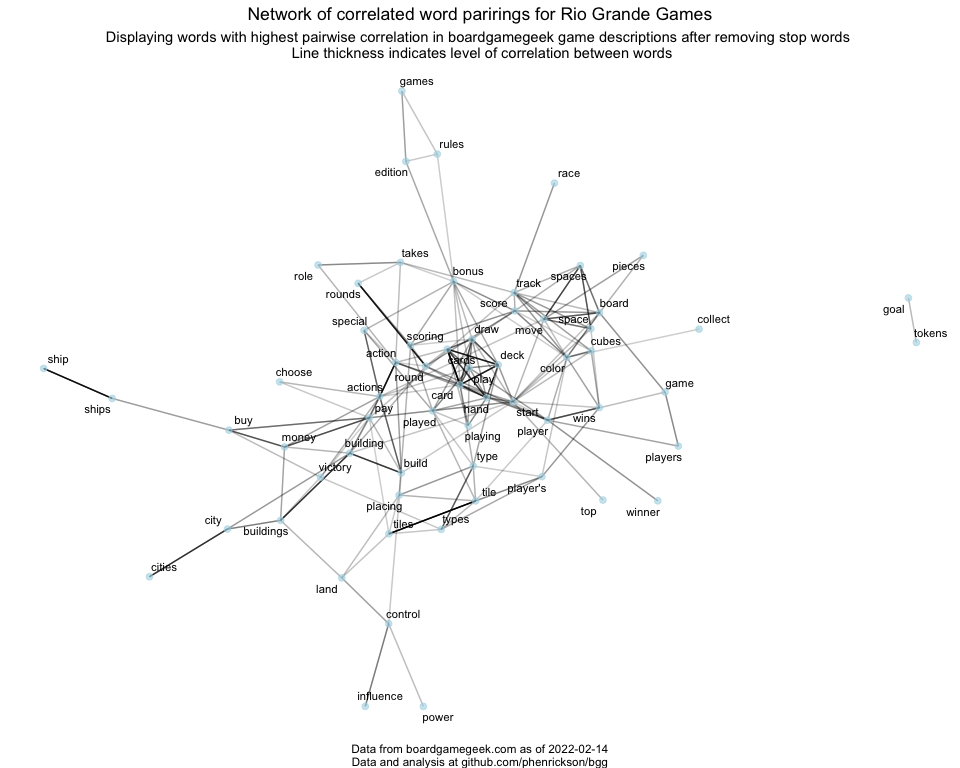 Network of correlated word parirings for Rio Grande Games
Displaying words with highest pairwise correlation in boardgamegeek game descriptions after removing stop words
Line thickness indicates level of correlation between words
games
rules
edition
race
takes
role
bonus
spaces
pieces
rounds
track
score
board
goal
special
draw
move
space
collect
tokens
scoring
cubes
action
cards
deck
ship
round
color
choose
play
actions
card
game
ships
pay
hand
start
wins
buy
played
player
money
playing
building
players
victory
build
type
tile
player's
placing
top
winner
city
tiles
types
buildings
cities
land
control
influence
power
Data from boardgamegeek.com as of 2022-02-14
Data and analysis at github.com/phenrickson/bgg